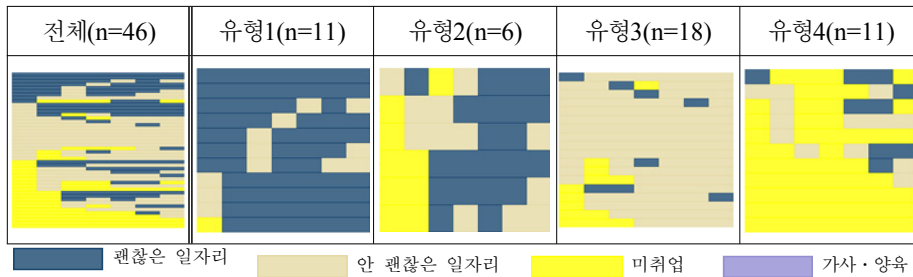 전체(n=46) 유형1(n=11) 유형2(n=6) 유형3(n=18) 유형4(n=11)
괜찮은 일자리 안 괜찮은 일자리 미취업 가사・양육